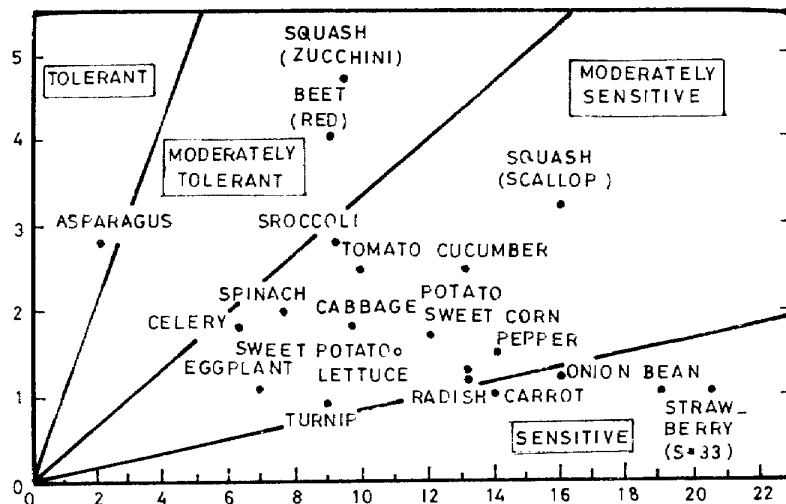 SQUASH
(ZUCCHINI)
5
TOLERANT
MODERATELY
SENSITIVE
BEET
(RED)
4
MODERATELY
TOLERANT
SQUASH
(SCALLOP)
3
ASPARAGUS
SROCCOLI
TOMATO CUCUMBER
2
SPINACH
CABBAGE
POTATO
CELERY
SWEET CORN
PEPPER
SWEET POTATO
EGGPLANT
LETTUCE
ONION BEAN
1
RADISH CARROT
TURNIP
STRAW_
BERRY
(S=33)
SENSITIVE
0
0 2 4 6 8 10 12 14 16 18 20 22